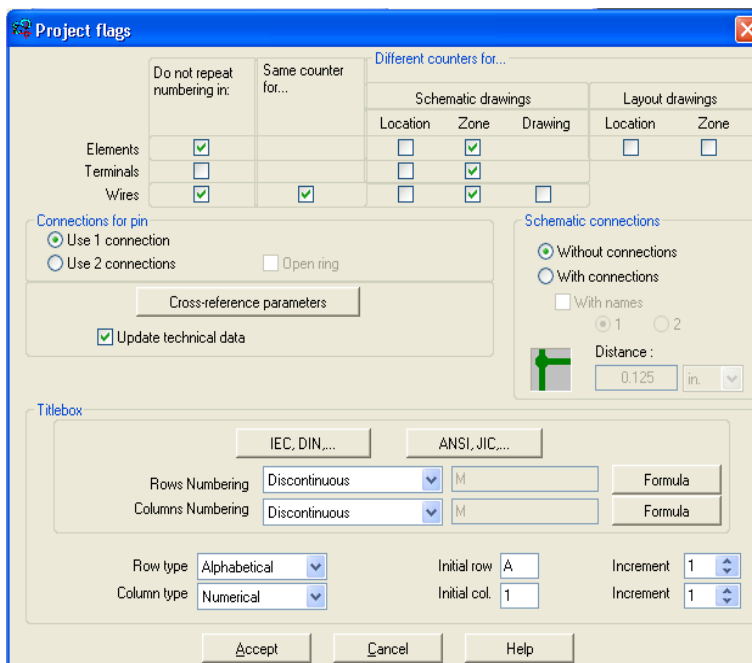 Project flags
Different counters for...
Do not repeat
numbering in:
Same counter
for...
Schematic drawings
Layout drawings
Location Zone Drawing Location Zone
Elements
Terminals
Wires
Connections for pin
Use 1 connection
Use 2 connections Open ring
Cross-reference parameters
Update technical data
Schematic connections
Without connections
With connections
With names
1 2
Distance :
0.125 in.
Titlebox
IEC, DIN,... ANSI, JIC,...
Rows Numbering Discontinuous M Formula
Columns Numbering Discontinuous M Formula
Row type Alphabetical Initial row A Increment 1
Column type Numerical Initial col. 1 Increment 1
Accept Cancel Help